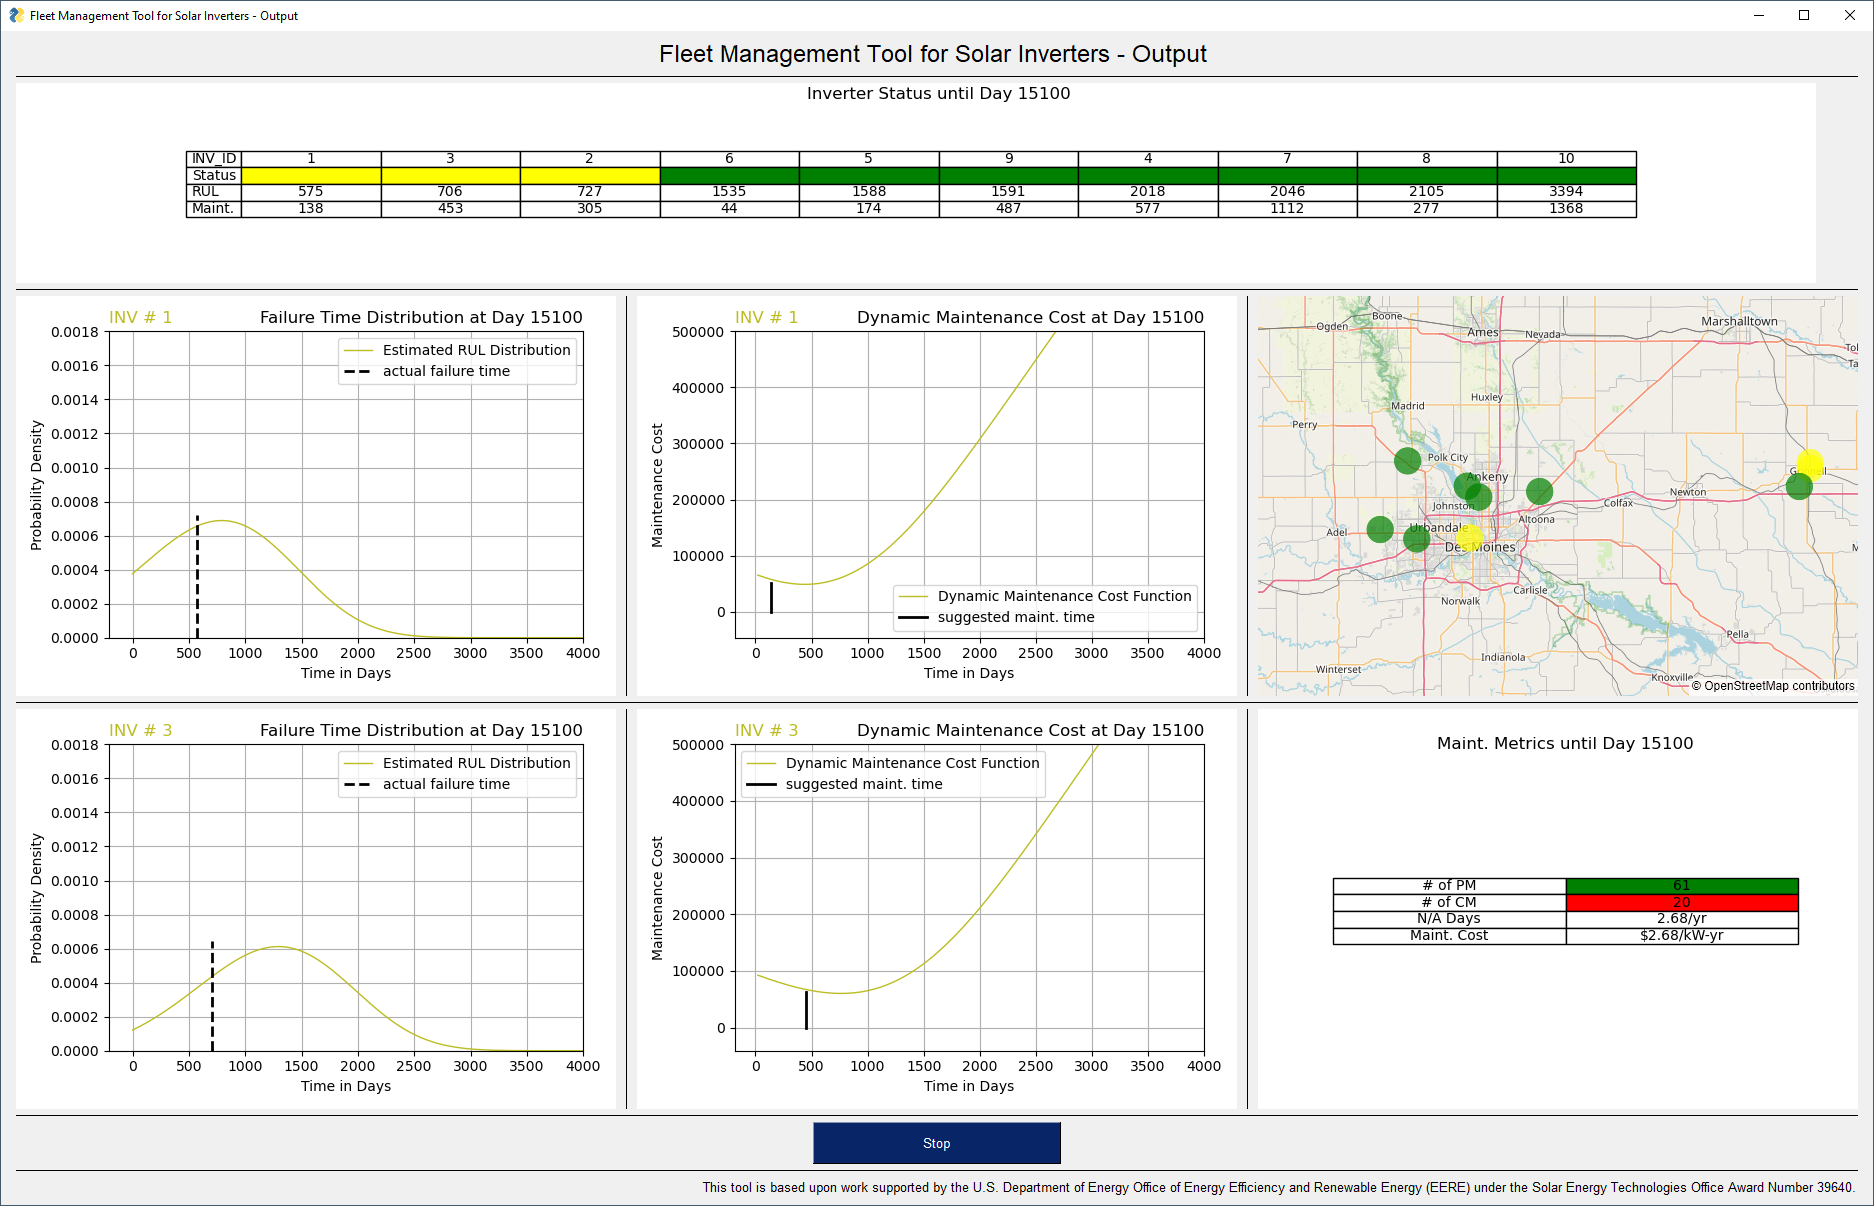 Fleet Management Tool for Solar Inverters - Output
Fleet Management Tool for Solar Inverters - Output
Inverter Status until Day 15100
INV_ID 1 3 2 6 5 9 4 7 8 10
Status
RUL 575 706 727 1535 1588 1591 2018 2046 2105 3394
Maint. 138 453 305 44 174 487 577 1112 277 1368
INV # 1 Failure Time Distribution at Day 15100
0.0018
0.0016
0.0014
0.0012
0.0010
0.0008
0.0006
0.0004
0.0002
0.0000
Probability Density
Estimated RUL Distribution
actual failure time
0 500 1000 1500 2000 2500 3000 3500 4000
Time in Days
INV # 1 Dynamic Maintenance Cost at Day 15100
500000
400000
300000
200000
100000
0
Maintenance Cost
Dynamic Maintenance Cost Function
suggested maint. time
0 500 1000 1500 2000 2500 3000 3500 4000
Time in Days
Boone
Ogden
Ames
Nevada
Marshalltown
Tol
Ta
Huxley
Madrid
Perry
Polk City
Ankeny
Newton
Colfax
Johnston
Altoona
Adel
Urbandale
Des Moines
Carlisle
Norwalk
Pella
Indianola
Winterset
Knoxville
© OpenStreetMap contributors
INV # 3 Failure Time Distribution at Day 15100
0.0018
0.0016
0.0014
0.0012
0.0010
0.0008
0.0006
0.0004
0.0002
0.0000
Probability Density
Estimated RUL Distribution
actual failure time
0 500 1000 1500 2000 2500 3000 3500 4000
Time in Days
INV # 3 Dynamic Maintenance Cost at Day 15100
500000
400000
300000
200000
100000
0
Maintenance Cost
Dynamic Maintenance Cost Function
suggested maint. time
0 500 1000 1500 2000 2500 3000 3500 4000
Time in Days
Maint. Metrics until Day 15100
# of PM 61
# of CM 20
N/A Days 2.68/yr
Maint. Cost $2.68/kW-yr
Stop
This tool is based upon work supported by the U.S. Department of Energy Office of Energy Efficiency and Renewable Energy (EERE) under the Solar Energy Technologies Office Award Number 39640.